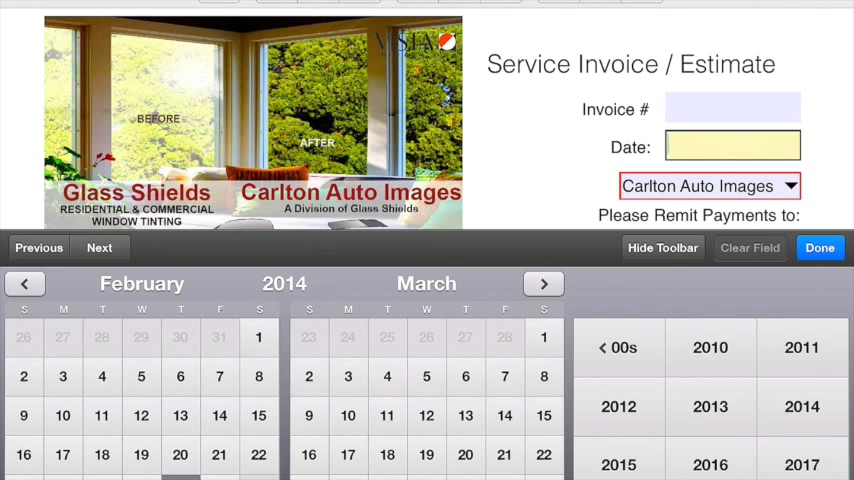 VISTA
Service Invoice / Estimate
Invoice #
BEFORE
AFTER
Date:
Glass Shields
Carlton Auto Images
RESIDENTIAL & COMMERCIAL
WINDOW TINTING
A Division of Glass Shields
Carlton Auto Images
Please Remit Payments to:
Previous Next Hide Toolbar Clear Field Done
< February 2014 March >
S M T W T F S S M T W T F S
26 27 28 29 30 31 1 23 24 25 26 27 28 1
2 3 4 5 6 7 8 2 3 4 5 6 7 8
9 10 11 12 13 14 15 9 10 11 12 13 14 15
16 17 18 19 20 21 22 16 17 18 19 20 21 22
< 00s 2010 2011
2012 2013 2014
2015 2016 2017